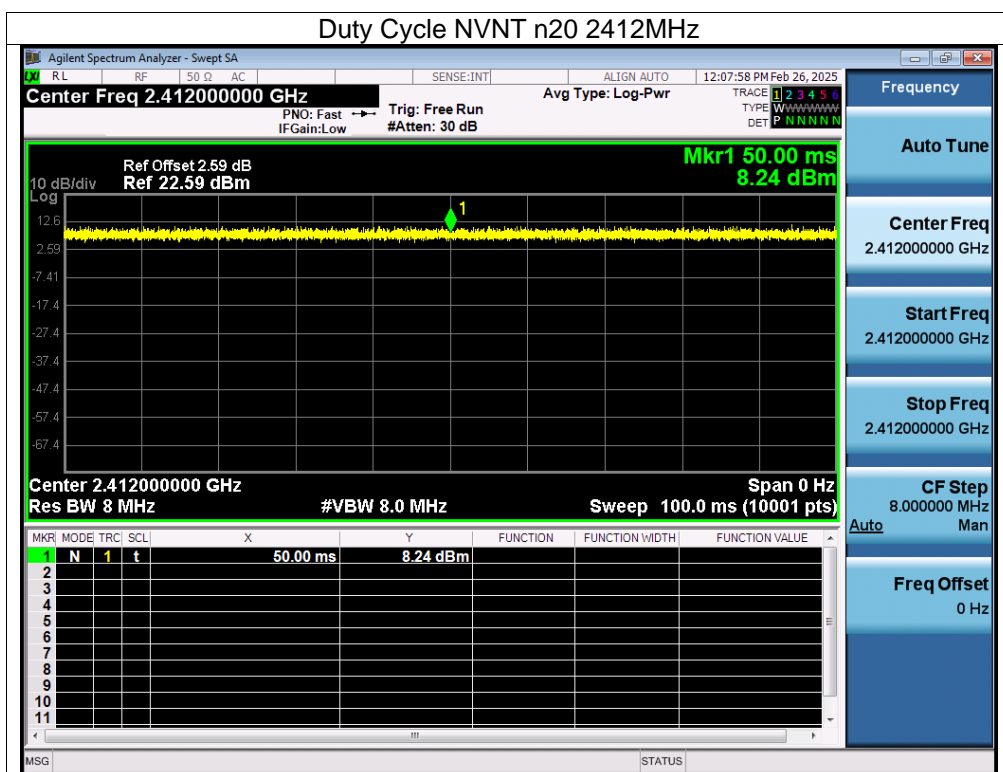 Duty Cycle NVNT n20 2412MHz
Agilent Spectrum Analyzer - Swept SA
LXI RL RF 50 Ω AC SENSE:INT ALIGN AUTO 12:07:58 PM Feb 26, 2025
Center Freq 2.412000000 GHz Avg Type: Log-Pwr TRACE 1 2 3 4 5 6
PNO: Fast Trig: Free Run TYPE WWWWWWW
IFGain:Low #Atten: 30 dB DET P N N N N N
Mkr1 50.00 ms
8.24 dBm
Ref Offset 2.59 dB
10 dB/div Ref 22.59 dBm
Log
1
12.6
2.59
-7.41
-17.4
-27.4
-37.4
-47.4
-57.4
-67.4
Center 2.412000000 GHz Span 0 Hz
Res BW 8 MHz #VBW 8.0 MHz Sweep 100.0 ms (10001 pts)
MKR MODE TRC SCL X Y FUNCTION FUNCTION WIDTH FUNCTION VALUE
1 N 1 t 50.00 ms 8.24 dBm
2
3
4
5
6
7
8
9
10
11
MSG STATUS
Frequency
Auto Tune
Center Freq
2.412000000 GHz
Start Freq
2.412000000 GHz
Stop Freq
2.412000000 GHz
CF Step
8.000000 MHz
Auto Man
Freq Offset
0 Hz